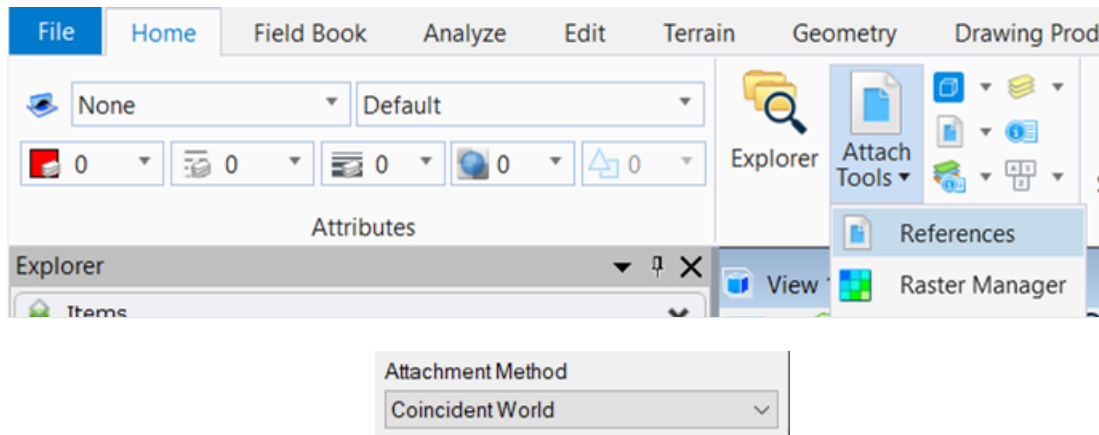 File Home Field Book Analyze Edit Terrain Geometry Drawing Prod
None Default
0 0 0 0 0
Explorer Attach Tools
Attributes
References
Explorer
View
Raster Manager
Items
Attachment Method
Coincident World